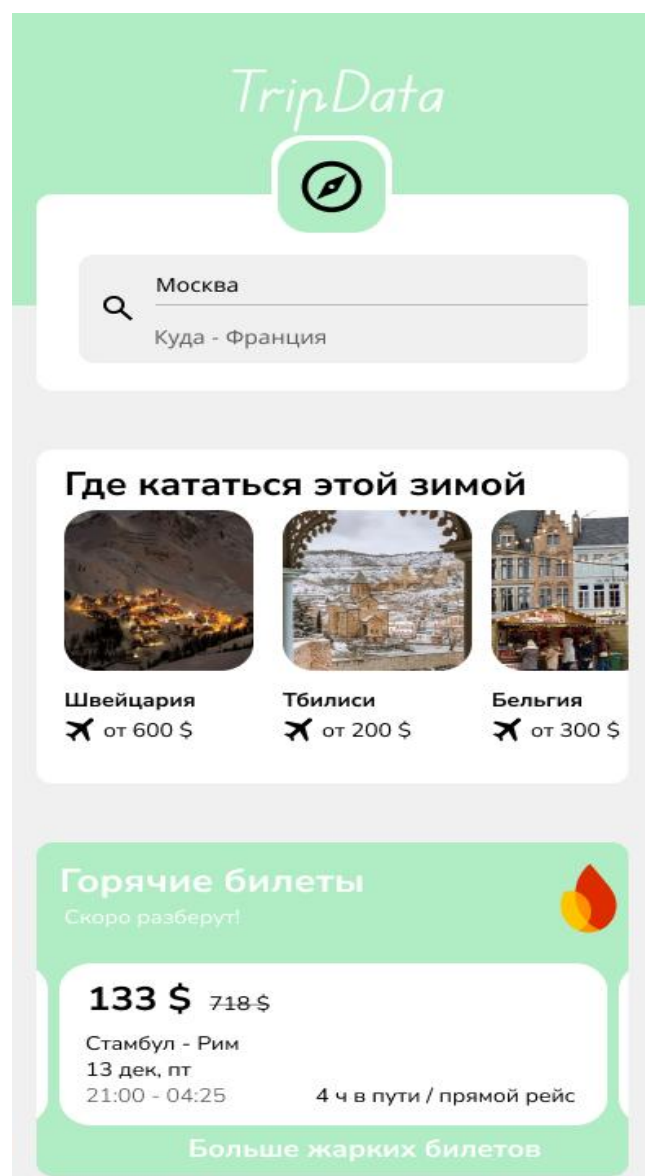 TripData
Москва
Куда - Франция
Где кататься этой зимой
Швейцария
от 600 $
Тбилиси
от 200 $
Бельгия
от 300 $
Горячие билеты
Скоро разберут!
133 $ 718 $
Стамбул - Рим
13 дек, пт
21:00 - 04:25
4 ч в пути / прямой рейс
Больше жарких билетов